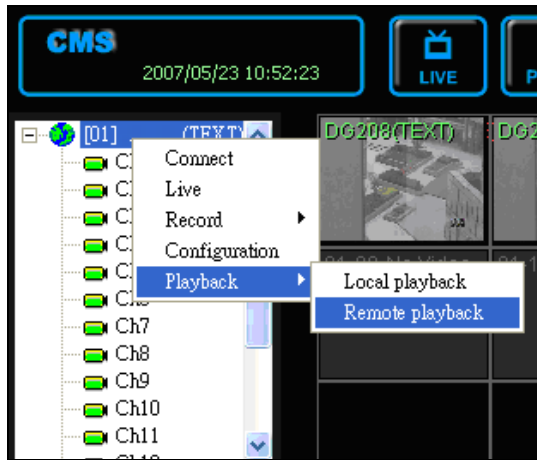 CMS
2007/05/23 10:52:23
LIVE
P
[01] (TEXT)
DG208(TEXT)
DG2
Connect
Live
Record
Configuration
Playback
Local playback
Remote playback
Ch7
Ch8
Ch9
Ch10
Ch11